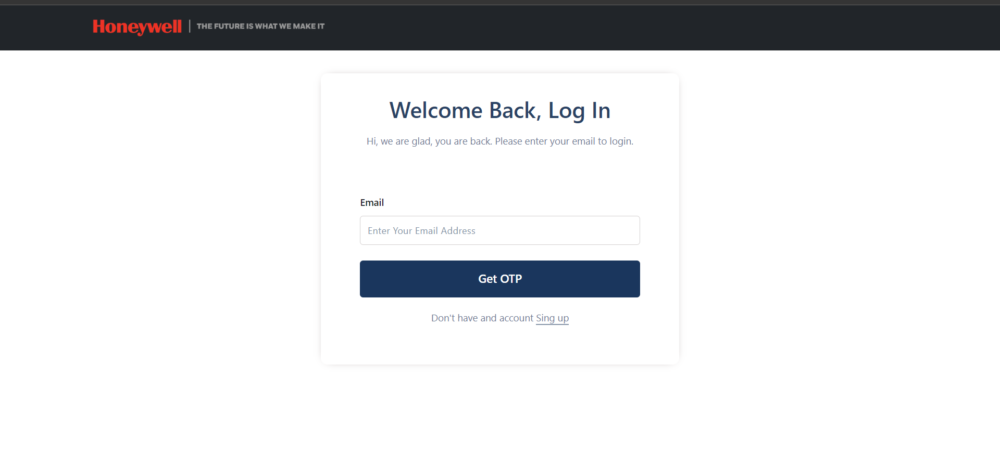 Honeywell | THE FUTURE IS WHAT WE MAKE IT
Welcome Back, Log In
Hi, we are glad, you are back. Please enter your email to login.
Email
Enter Your Email Address
Get OTP
Don't have and account Sing up